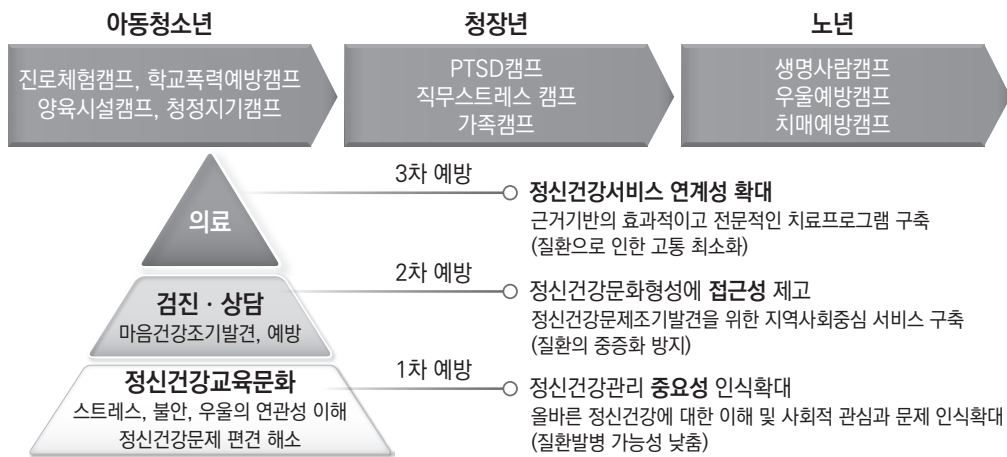 아동청소년
청장년
노년
진로체험캠프, 학교폭력예방캠프
양육시설캠프, 청정지기캠프
PTSD캠프
직무스트레스 캠프
가족캠프
생명사람캠프
우울예방캠프
치매예방캠프
의료
3차 예방
정신건강서비스 연계성 확대
근거기반의 효과적이고 전문적인 치료프로그램 구축
(질환으로 인한 고통 최소화)
검진 · 상담
마음건강조기발견, 예방
2차 예방
정신건강문화형성에 접근성 제고
정신건강문제조기발견을 위한 지역사회중심 서비스 구축
(질환의 중증화 방지)
정신건강교육문화
스트레스, 불안, 우울의 연관성 이해
정신건강문제 편견 해소
1차 예방
정신건강관리 중요성 인식확대
올바른 정신건강에 대한 이해 및 사회적 관심과 문제 인식확대
(질환발병 가능성 낮춤)